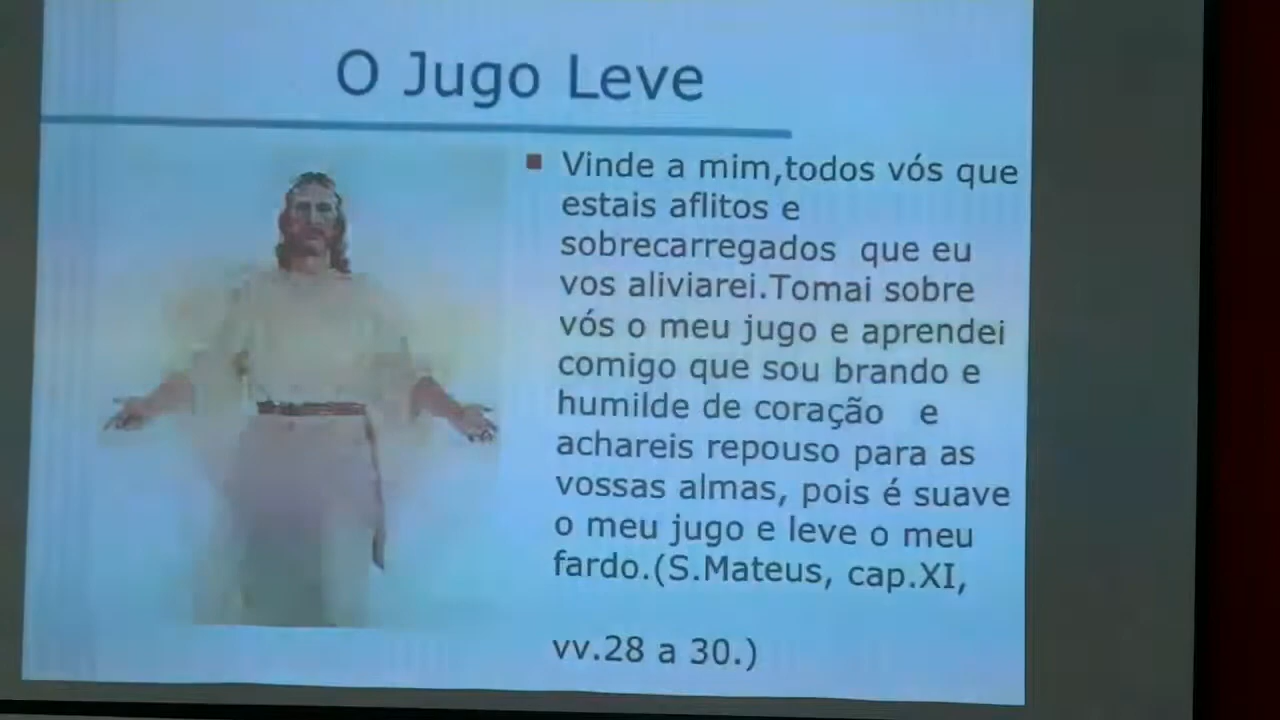 O Jugo Leve
Vinde a mim,todos vós que
estais aflitos e
sobrecarregados que eu
vos aliviarei.Tomai sobre
vós o meu jugo e aprendei
comigo que sou brando e
humilde de coração e
achareis repouso para as
vossas almas, pois é suave
o meu jugo e leve o meu
fardo.(S.Mateus, cap.XI,
vv.28 a 30.)